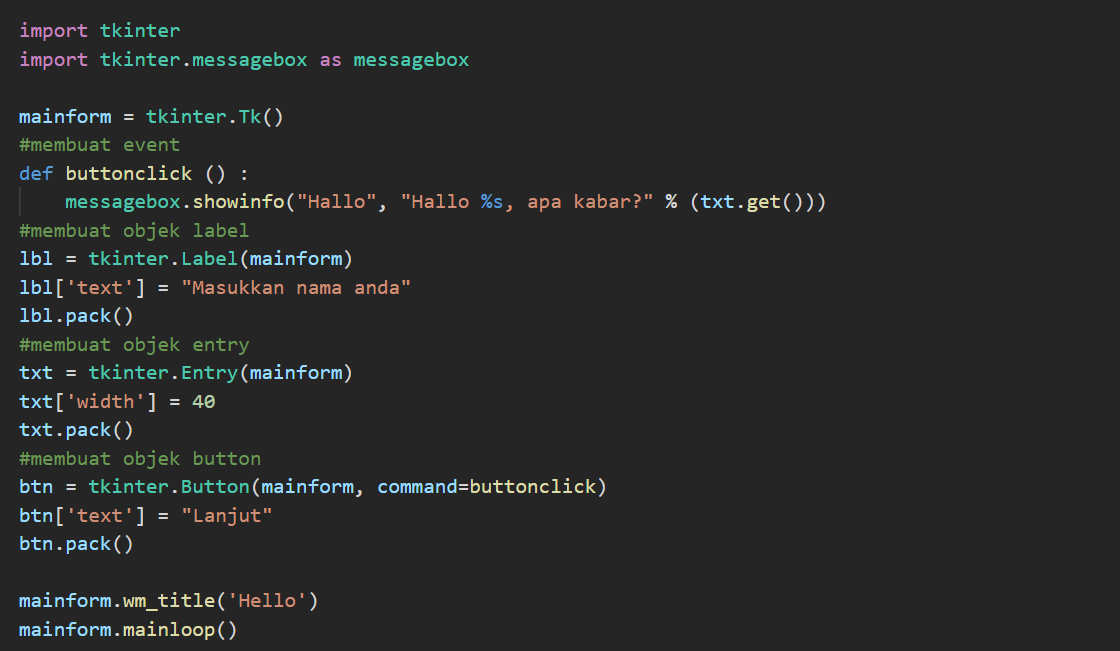 import tkinter
import tkinter.messagebox as messagebox

mainform = tkinter.Tk()
#membuat event
def buttonclick () :
    messagebox.showinfo("Hallo", "Hallo %s, apa kabar?" % (txt.get()))
#membuat objek label
lbl = tkinter.Label(mainform)
lbl['text'] = "Masukkan nama anda"
lbl.pack()
#membuat objek entry
txt = tkinter.Entry(mainform)
txt['width'] = 40
txt.pack()
#membuat objek button
btn = tkinter.Button(mainform, command=buttonclick)
btn['text'] = "Lanjut"
btn.pack()

mainform.wm_title('Hello')
mainform.mainloop()